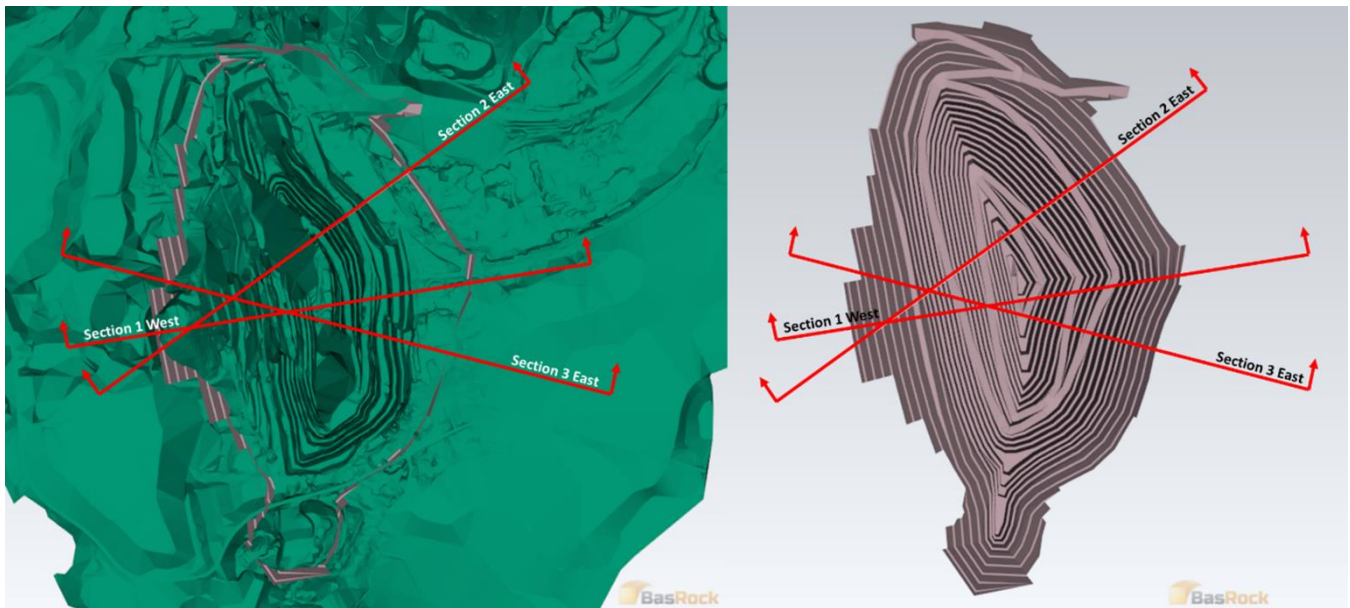 Section 2 East
Section 1 West
Section 3 East
BasRock
Section 2 East
Section 1 West
Section 3 East
BasRock